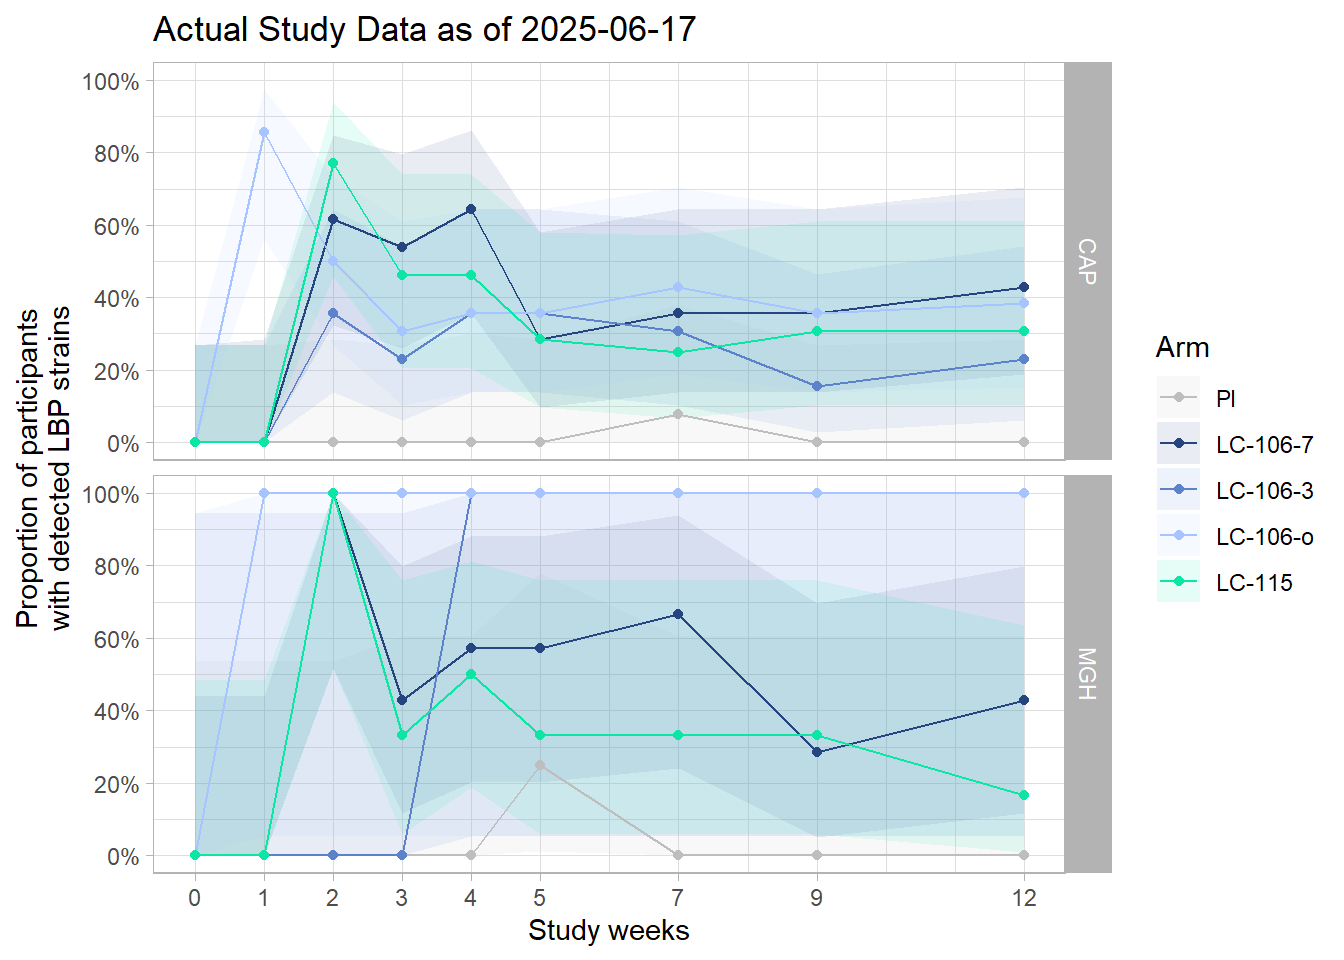 Actual Study Data as of 2025-06-17
Proportion of participants
with detected LBP strains
100%
80%
60%
40%
20%
0%
CAP
100%
80%
60%
40%
20%
0%
MGH
0 1 2 3 4 5 7 9 12
Study weeks
Arm
Pl
LC-106-7
LC-106-3
LC-106-o
LC-115